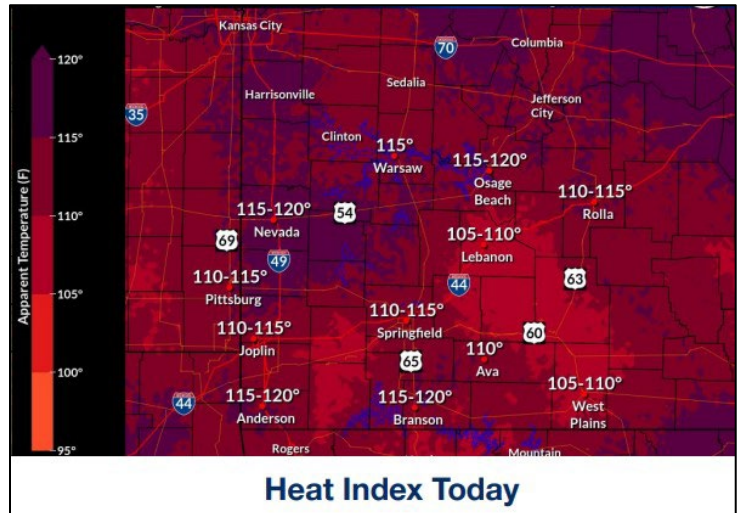 Kansas City
70
Columbia
120°
Sedalia
Harrisonville
Jefferson
City
35
115°
Clinton
115°
Warsaw
115-120°
Osage
Beach
110-115°
Rolla
115-120°
Nevada
54
110°
69
105-110°
Lebanon
49
110-115°
Pittsburg
44
63
105°
110-115°
Springfield
110-115°
Joplin
60
65
110°
Ava
100°
115-120°
Anderson
44
115-120°
Branson
105-110°
West
Plains
95°
Rogers
Mountain
Apparent Temperature (F)
Heat Index Today